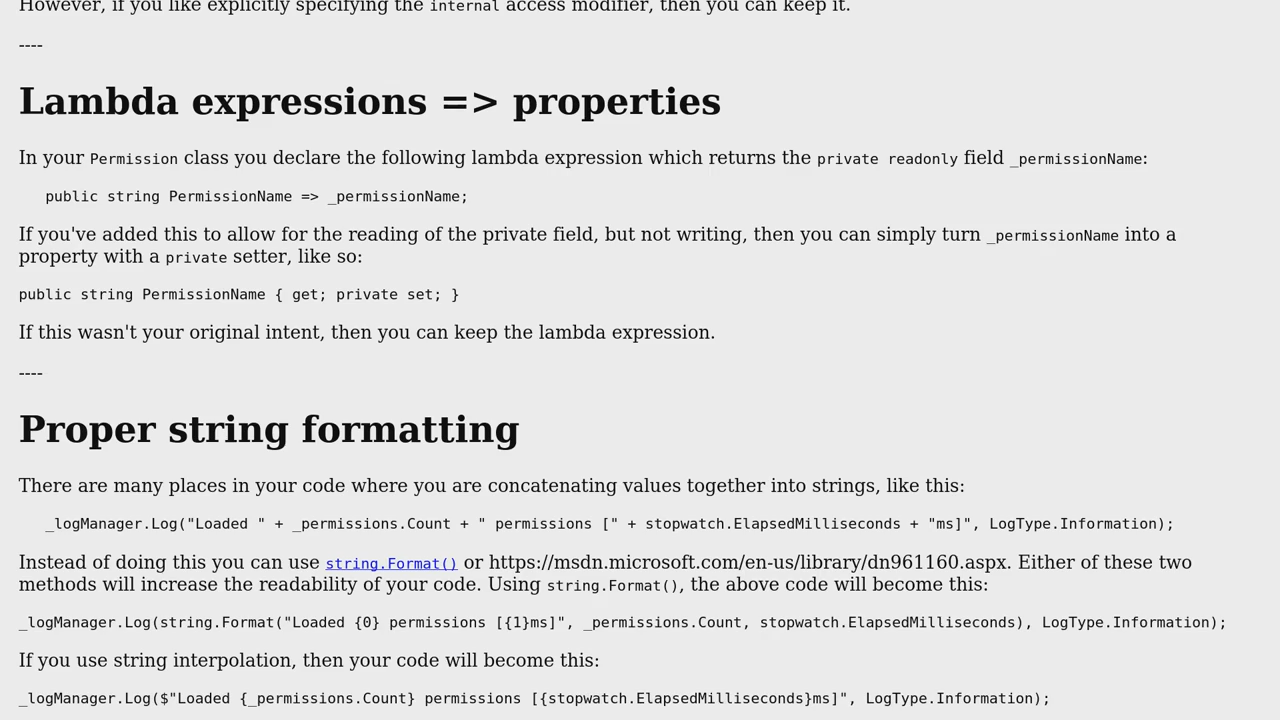 However, if you like explicitly specifying the internal access modifier, then you can keep it.
----
Lambda expressions => properties
In your Permission class you declare the following lambda expression which returns the private readonly field _permissionName:
public string PermissionName => _permissionName;
If you've added this to allow for the reading of the private field, but not writing, then you can simply turn _permissionName into a
property with a private setter, like so:
public string PermissionName { get; private set; }
If this wasn't your original intent, then you can keep the lambda expression.
----
Proper string formatting
There are many places in your code where you are concatenating values together into strings, like this:
_logManager.Log("Loaded " + _permissions.Count + " permissions [" + stopwatch.ElapsedMilliseconds + "ms]", LogType.Information);
Instead of doing this you can use string.Format() or https://msdn.microsoft.com/en-us/library/dn961160.aspx. Either of these two
methods will increase the readability of your code. Using string.Format(), the above code will become this:
_logManager.Log(string.Format("Loaded {0} permissions [{1}ms]", _permissions.Count, stopwatch.ElapsedMilliseconds), LogType.Information);
If you use string interpolation, then your code will become this:
_logManager.Log($"Loaded {_permissions.Count} permissions [{stopwatch.ElapsedMilliseconds}ms]", LogType.Information);